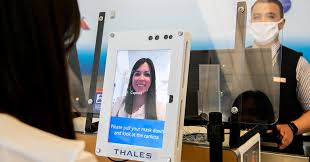 Please pull your mask down
and look at the camera
THALES